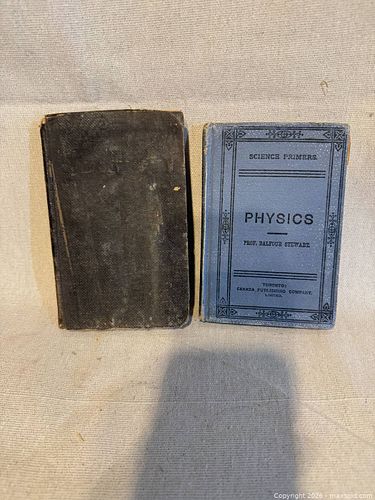 SCIENCE PRIMERS.
PHYSICS
PROF. BALFOUR STEWART.
TORONTO:
CANADA PUBLISHING COMPANY,
LIMITED.
Copyright 2026 - maxsold.com